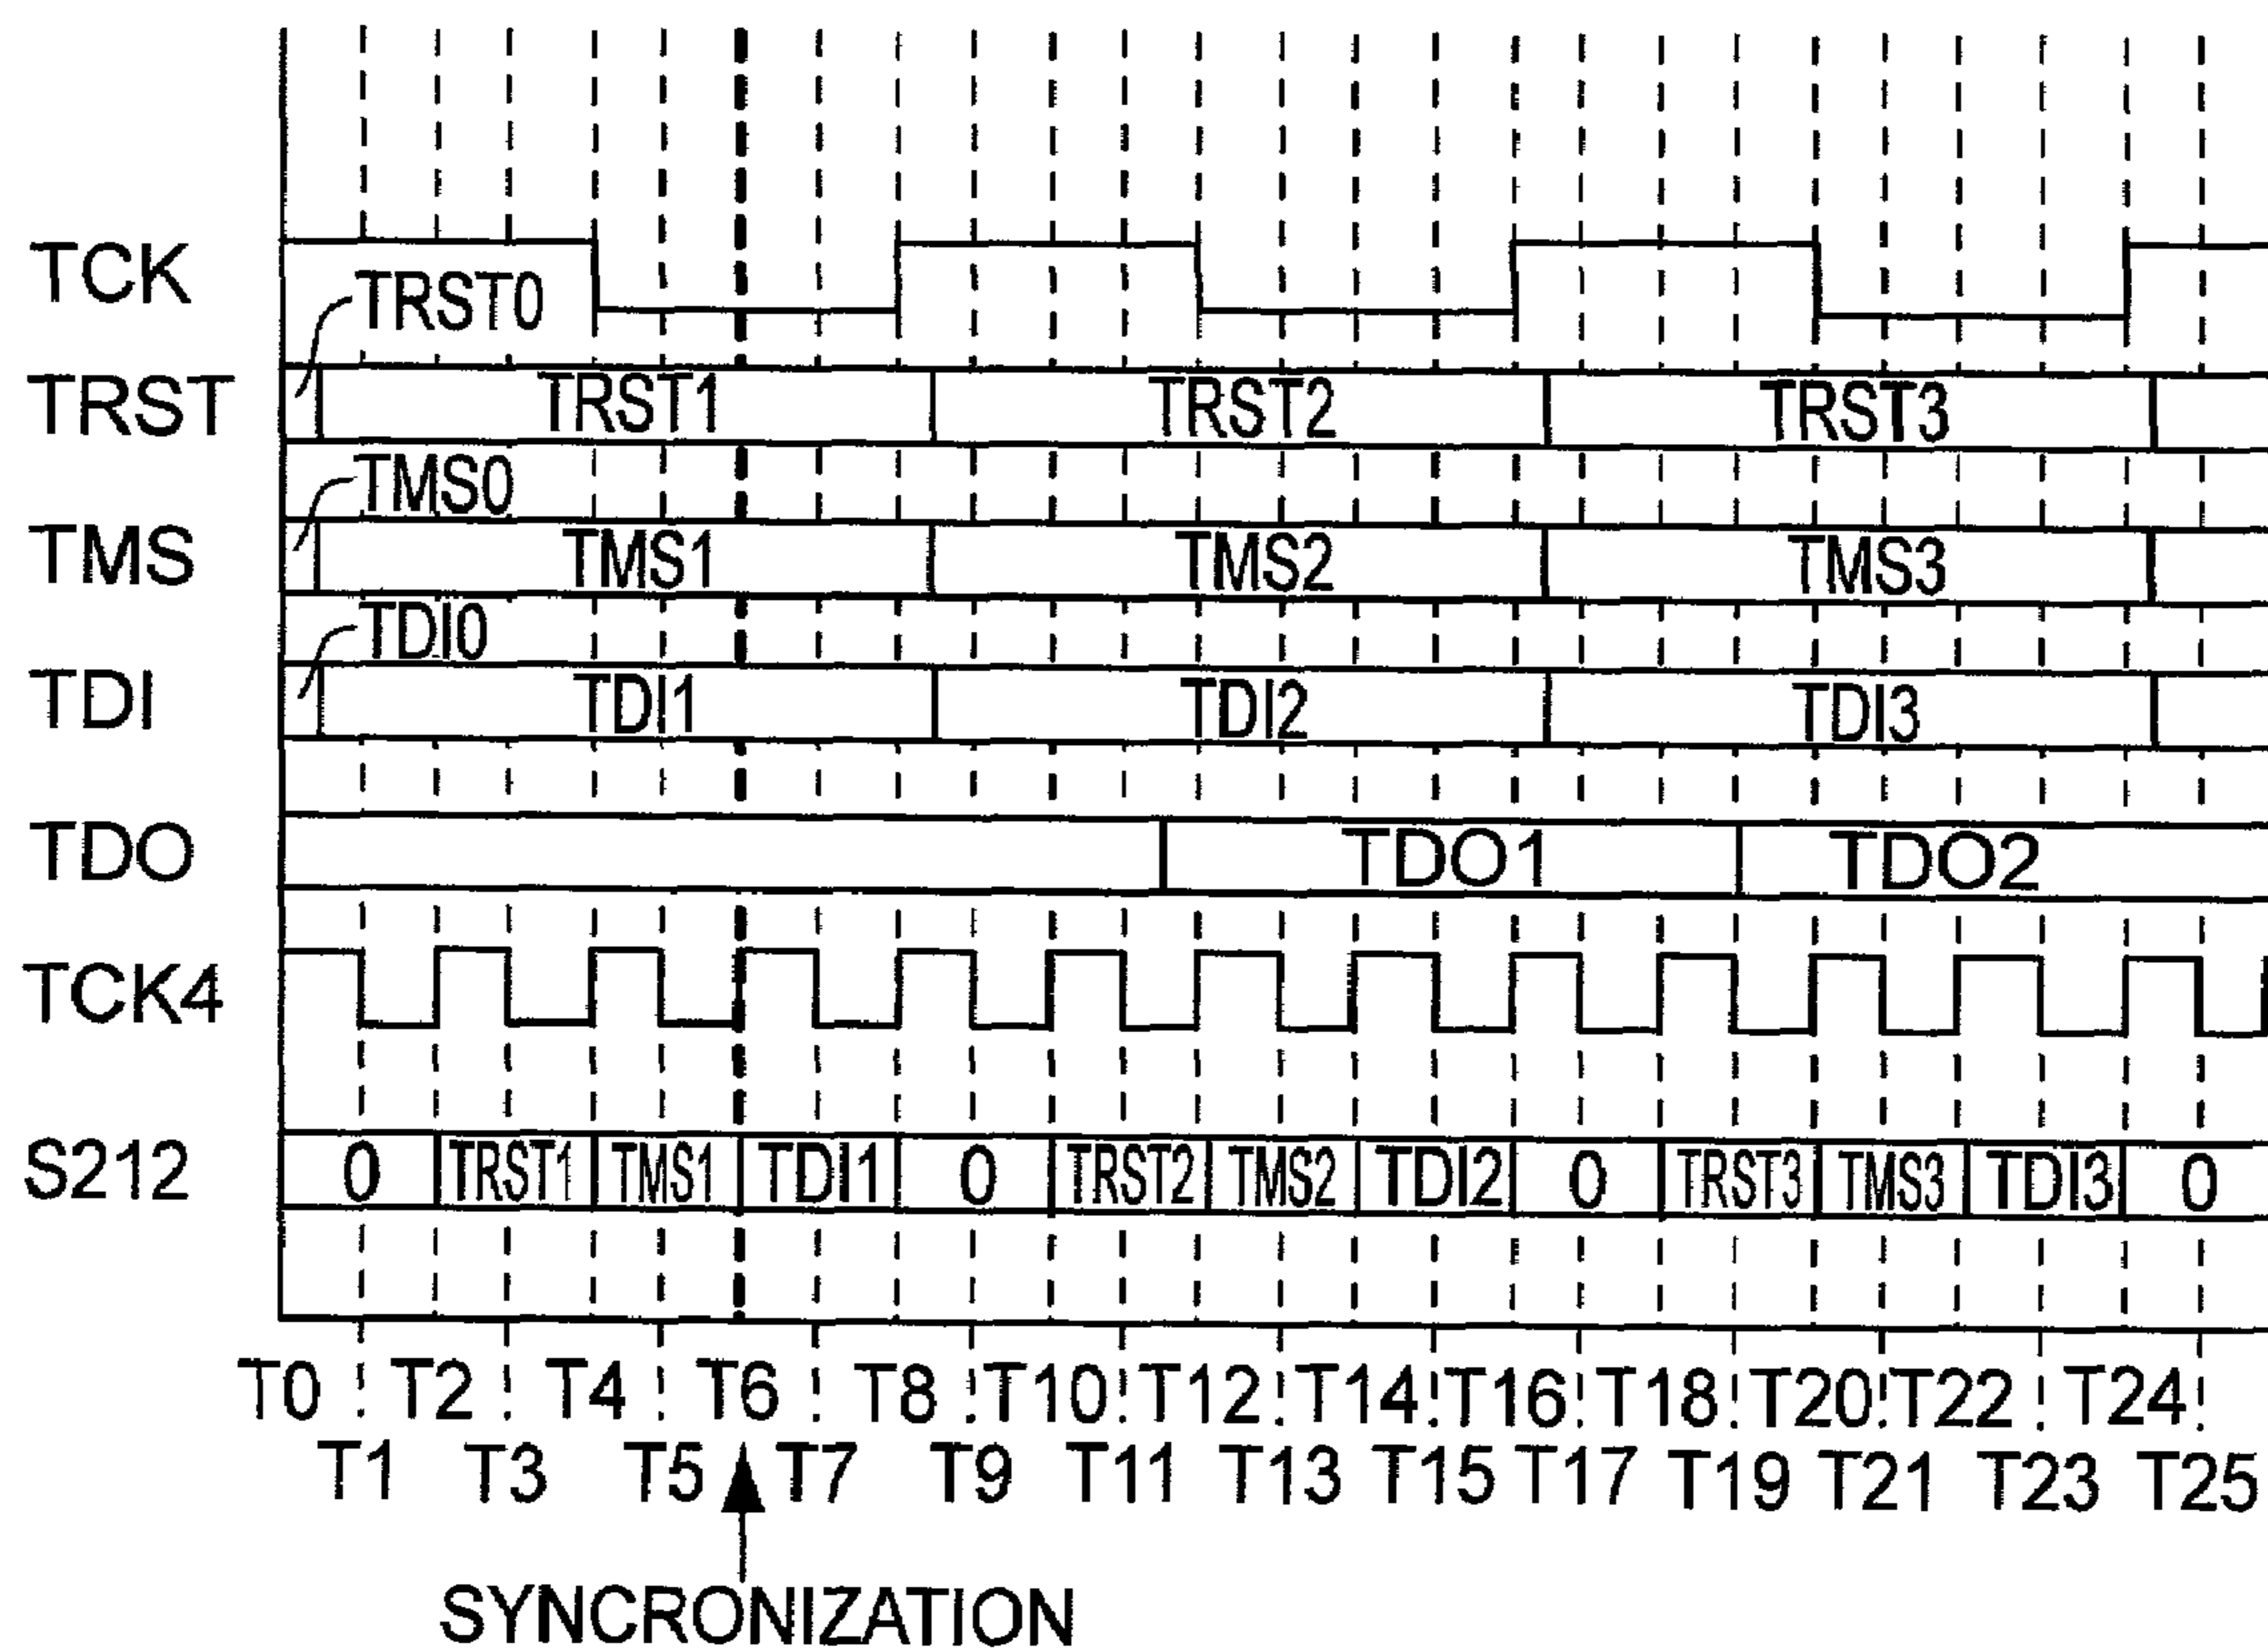 TCK
TRST0
TRST TRST1 TRST2 TRST3
TMS0
TMS TMS1 TMS2 TMS3
TDI0
TDI TDI1 TDI2 TDI3
TDO TDO1 TDO2
TCK4
S212 0 TRST1 TMS1 TDI1 0 TRST2 TMS2 TDI2 0 TRST3 TMS3 TDI3 0
T0 T2 T4 T6 T8 T10 T12 T14 T16 T18 T20 T22 T24
T1 T3 T5 T7 T9 T11 T13 T15 T17 T19 T21 T23 T25
SYNCRONIZATION